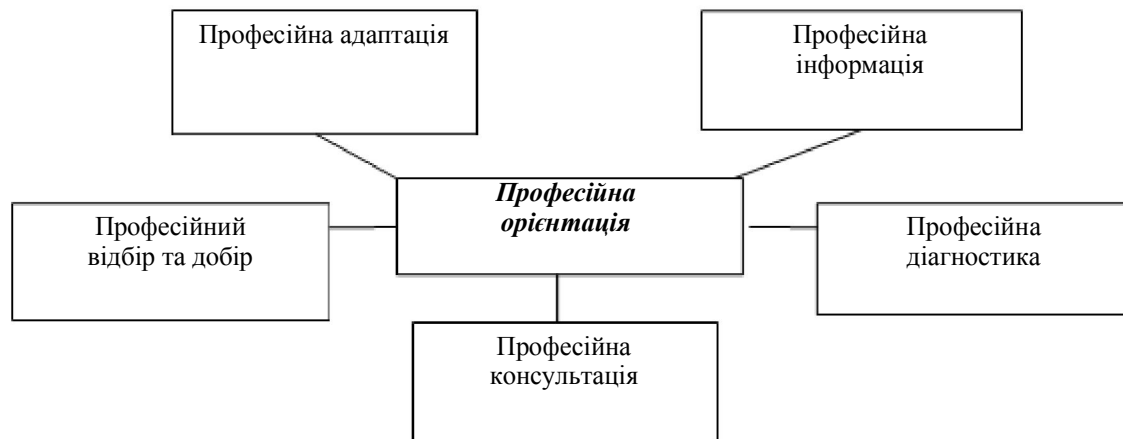 Професійна адаптація
Професійна
інформація
Професійна
орієнтація
Професійний
відбір та добір
Професійна
діагностика
Професійна
консультація